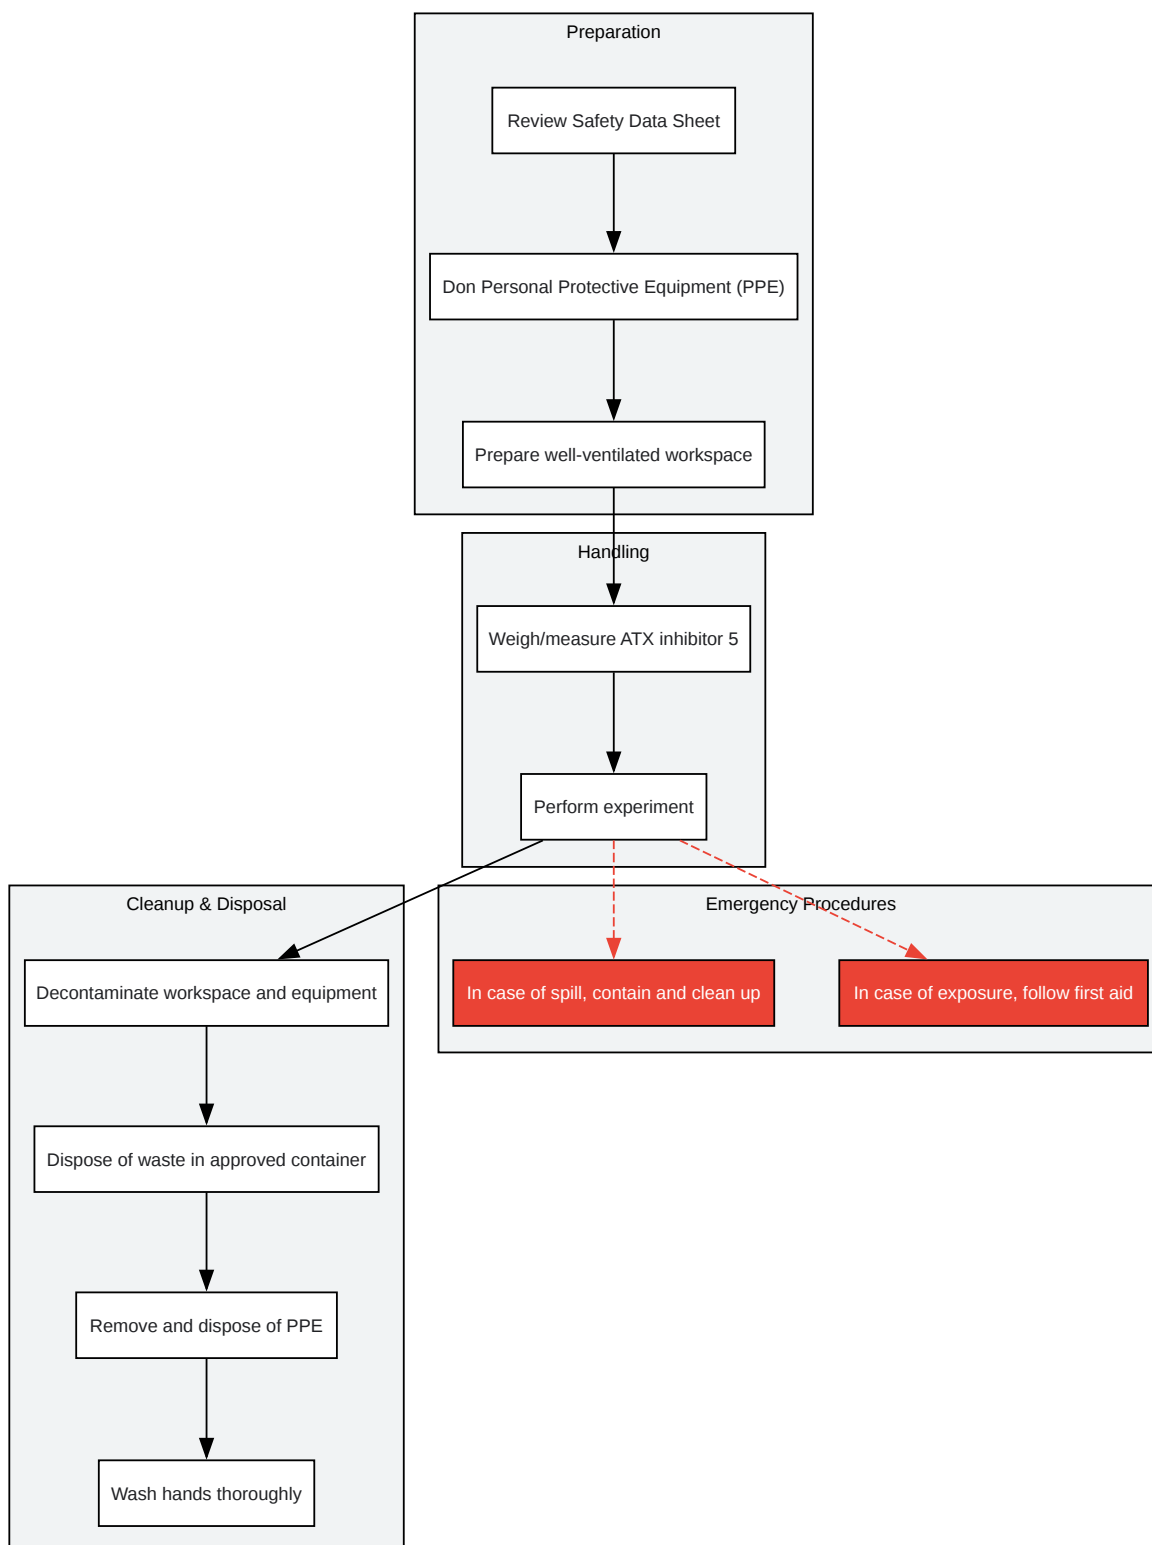 Preparation
Review Safety Data Sheet
Don Personal Protective Equipment (PPE)
Prepare well-ventilated workspace
Handling
Weigh/measure ATX inhibitor 5
Perform experiment
Cleanup & Disposal
Decontaminate workspace and equipment
Dispose of waste in approved container
Remove and dispose of PPE
Wash hands thoroughly
Emergency Procedures
In case of spill, contain and clean up
In case of exposure, follow first aid